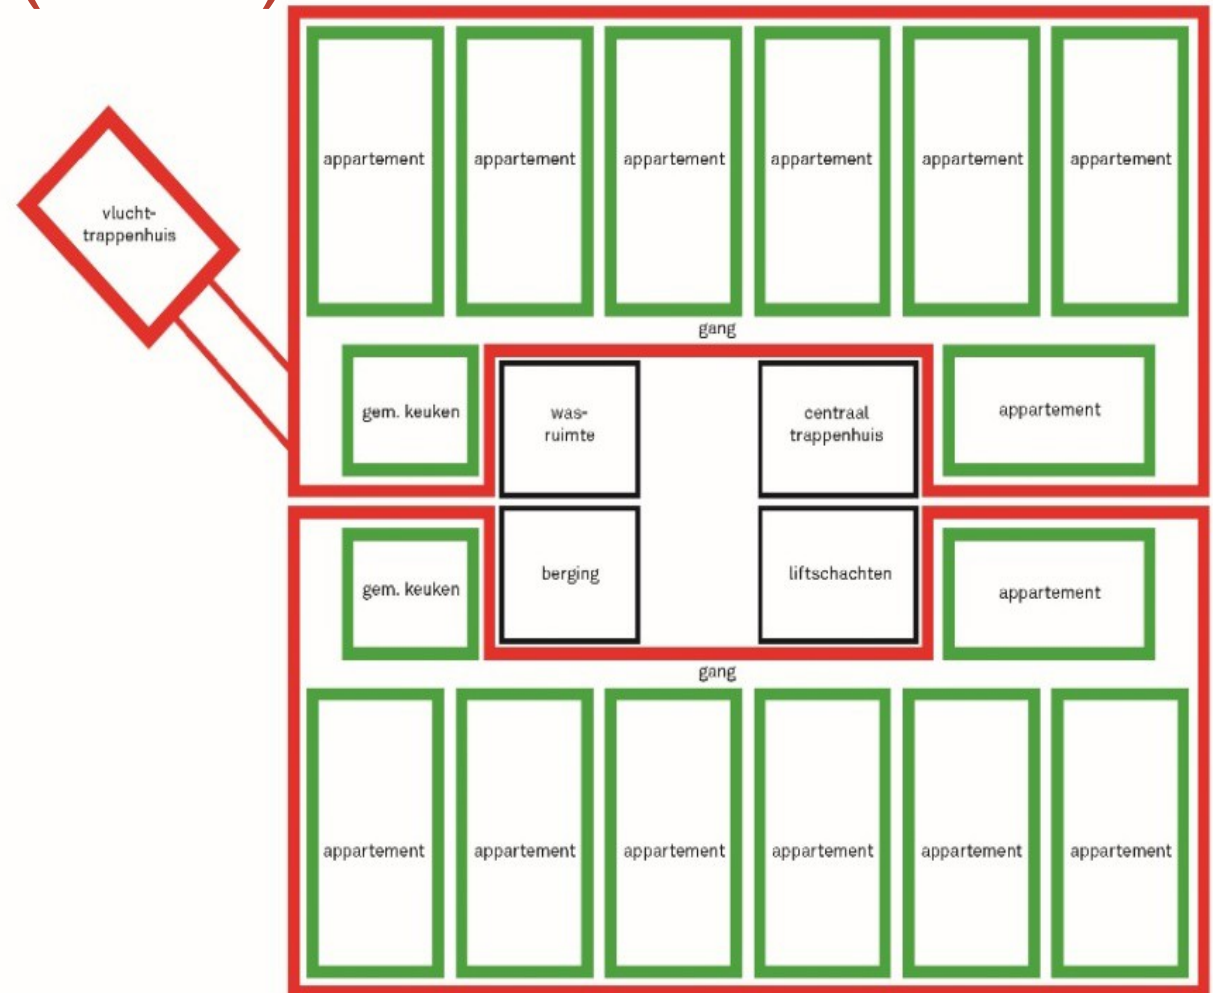 appartement appartement appartement appartement appartement appartement
vlucht-
trappenhuis
gang
gem. keuken
was-
ruimte
centraal
trappenhuis
appartement
gem. keuken
berging
liftschachten
appartement
gang
appartement appartement appartement appartement appartement appartement